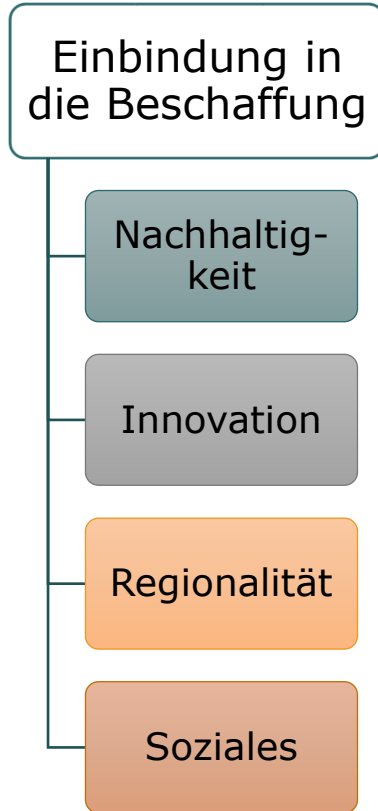 Einbindung in
die Beschaffung
Nachhaltig-
keit
Innovation
Regionalität
Soziales